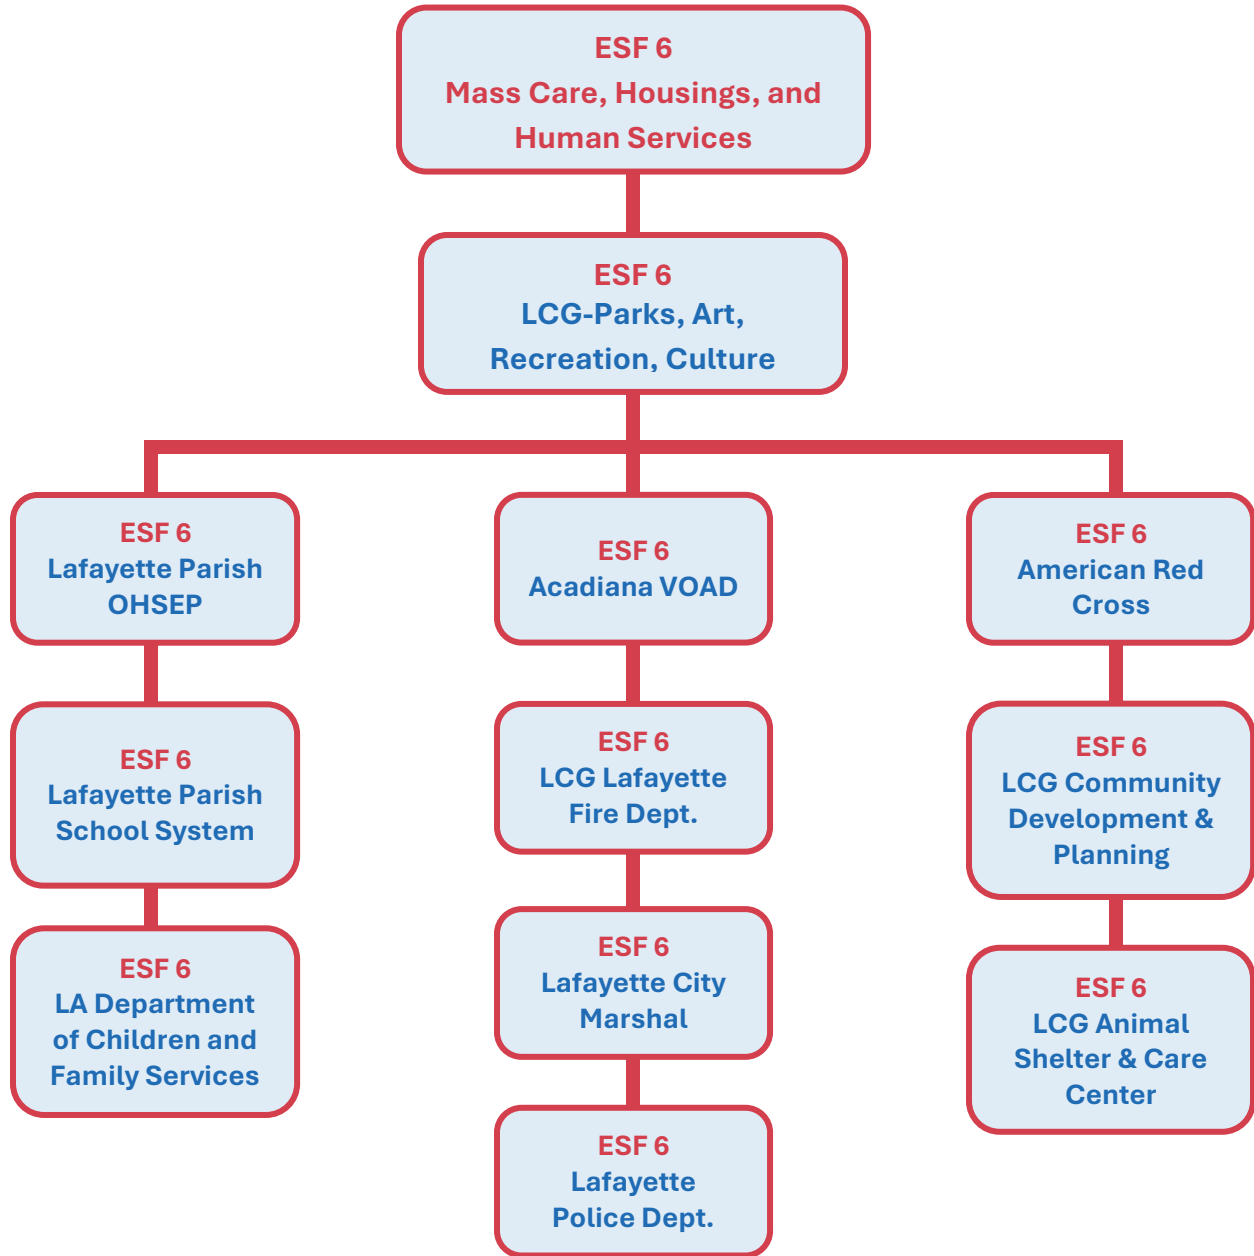 ESF 6
Mass Care, Housings, and
Human Services
ESF 6
LCG-Parks, Art,
Recreation, Culture
ESF 6
Lafayette Parish
OHSEP
ESF 6
Acadiana VOAD
ESF 6
American Red
Cross
ESF 6
Lafayette Parish
School System
ESF 6
LCG Lafayette
Fire Dept.
ESF 6
LCG Community
Development &
Planning
ESF 6
LA Department
of Children and
Family Services
ESF 6
Lafayette City
Marshal
ESF 6
LCG Animal
Shelter & Care
Center
ESF 6
Lafayette
Police Dept.